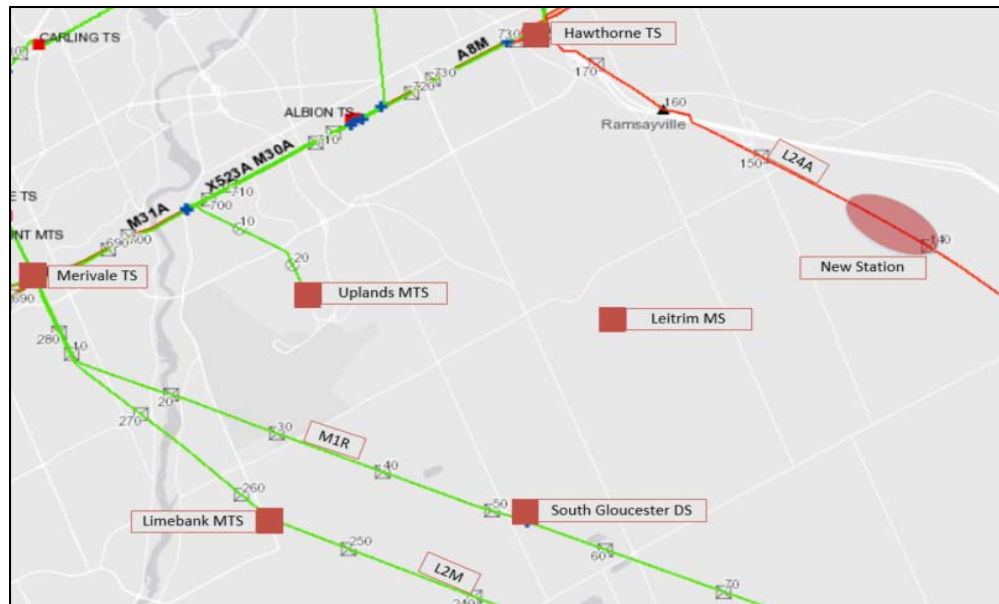 CARLING TS
Hawthorne TS
730
A8M
730
170
720
160
ALBION TS
Ramsayville
710
L24A
150
X523A M30A
E TS
710
700
M31A
10
NT MTS
700
690
140
20
New Station
Merivale TS
Uplands MTS
690
Leitrim MS
280
10
20
270
30
M1R
40
260
50
South Gloucester DS
Limebank MTS
250
60
L2M
70
240